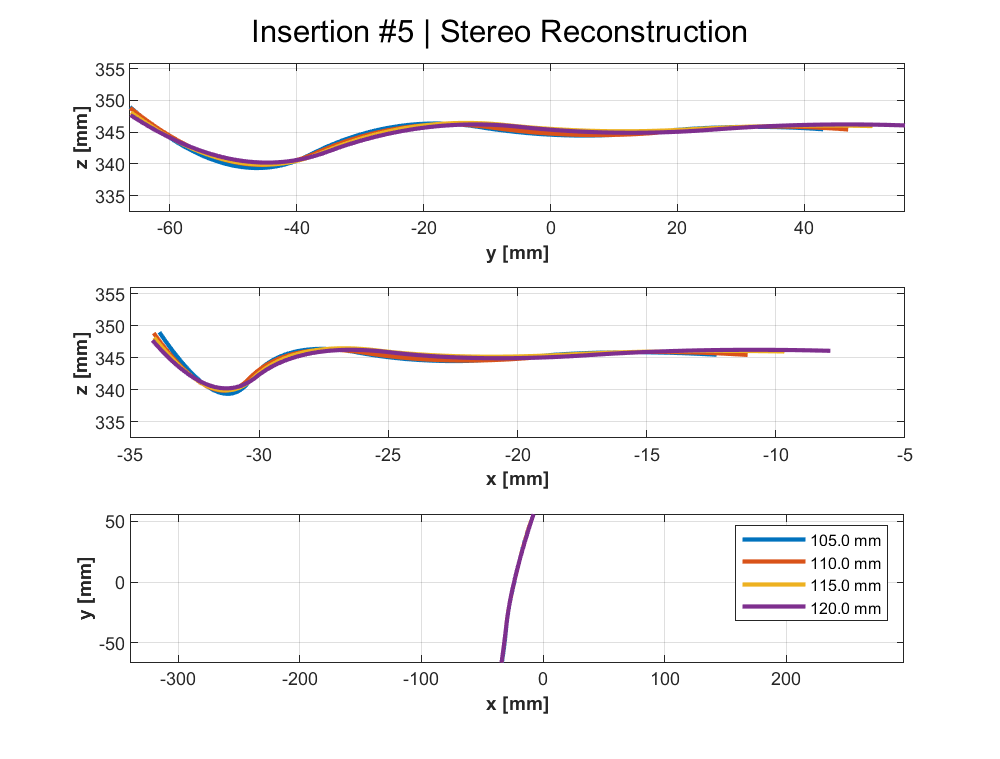 Insertion #5 | Stereo Reconstruction
355
350
345
340
335
z [mm]
-60 -40 -20 0 20 40
y [mm]
355
350
345
340
335
z [mm]
-35 -30 -25 -20 -15 -10 -5
x [mm]
50
0
-50
y [mm]
105.0 mm
110.0 mm
115.0 mm
120.0 mm
-300 -200 -100 0 100 200
x [mm]